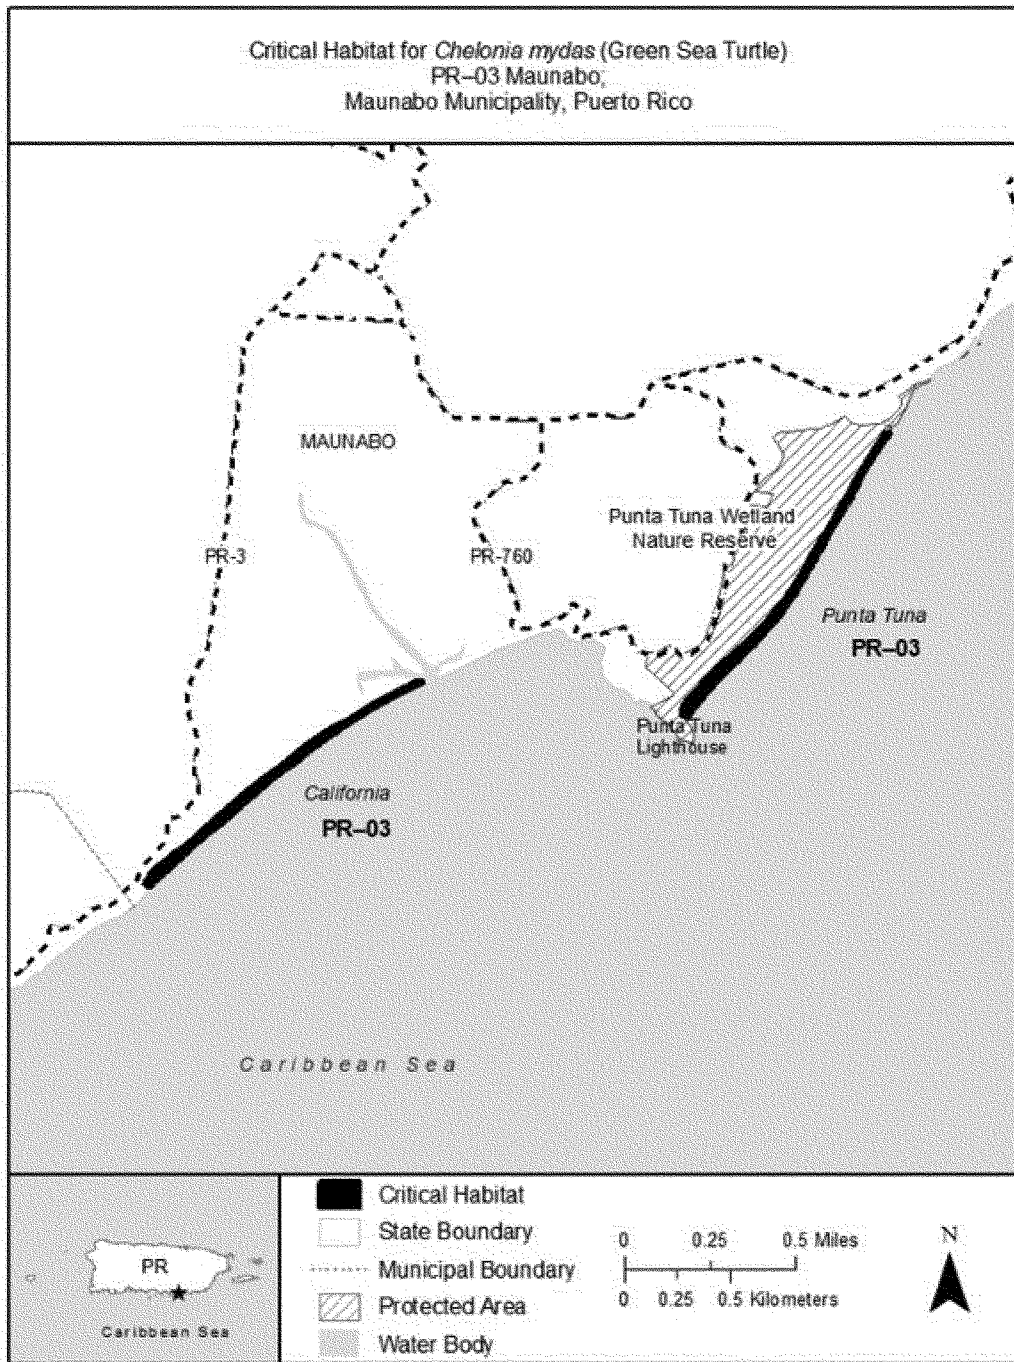 Critical Habitat for Chelonia mydas (Green Sea Turtle)
PR–03 Maunabo;
Maunabo Municipality, Puerto Rico
MAUNABO
Punta Tuna Wetland
Nature Reserve
PR-3
PR-760
Punta Tuna
PR–03
Punta Tuna
Lighthouse
California
PR–03
Caribbean Sea
PR
Caribbean Sea
Critical Habitat
State Boundary
Municipal Boundary
Protected Area
Water Body
0 0.25 0.5 Miles
0 0.25 0.5 Kilometers
N